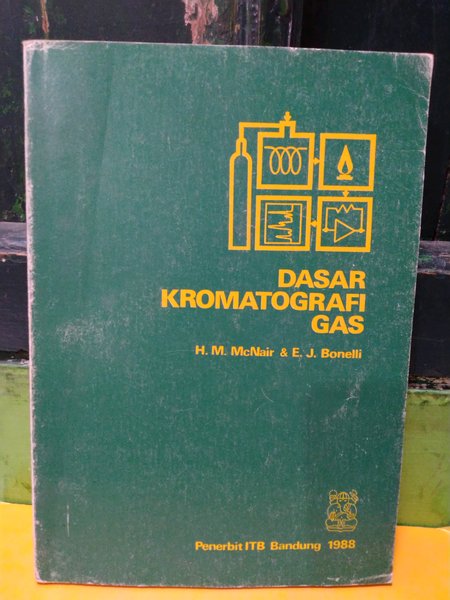 DASAR
KROMATOGRAFI
GAS
H. M. McNair & E. J. Bonelli
Penerbit ITB Bandung 1988